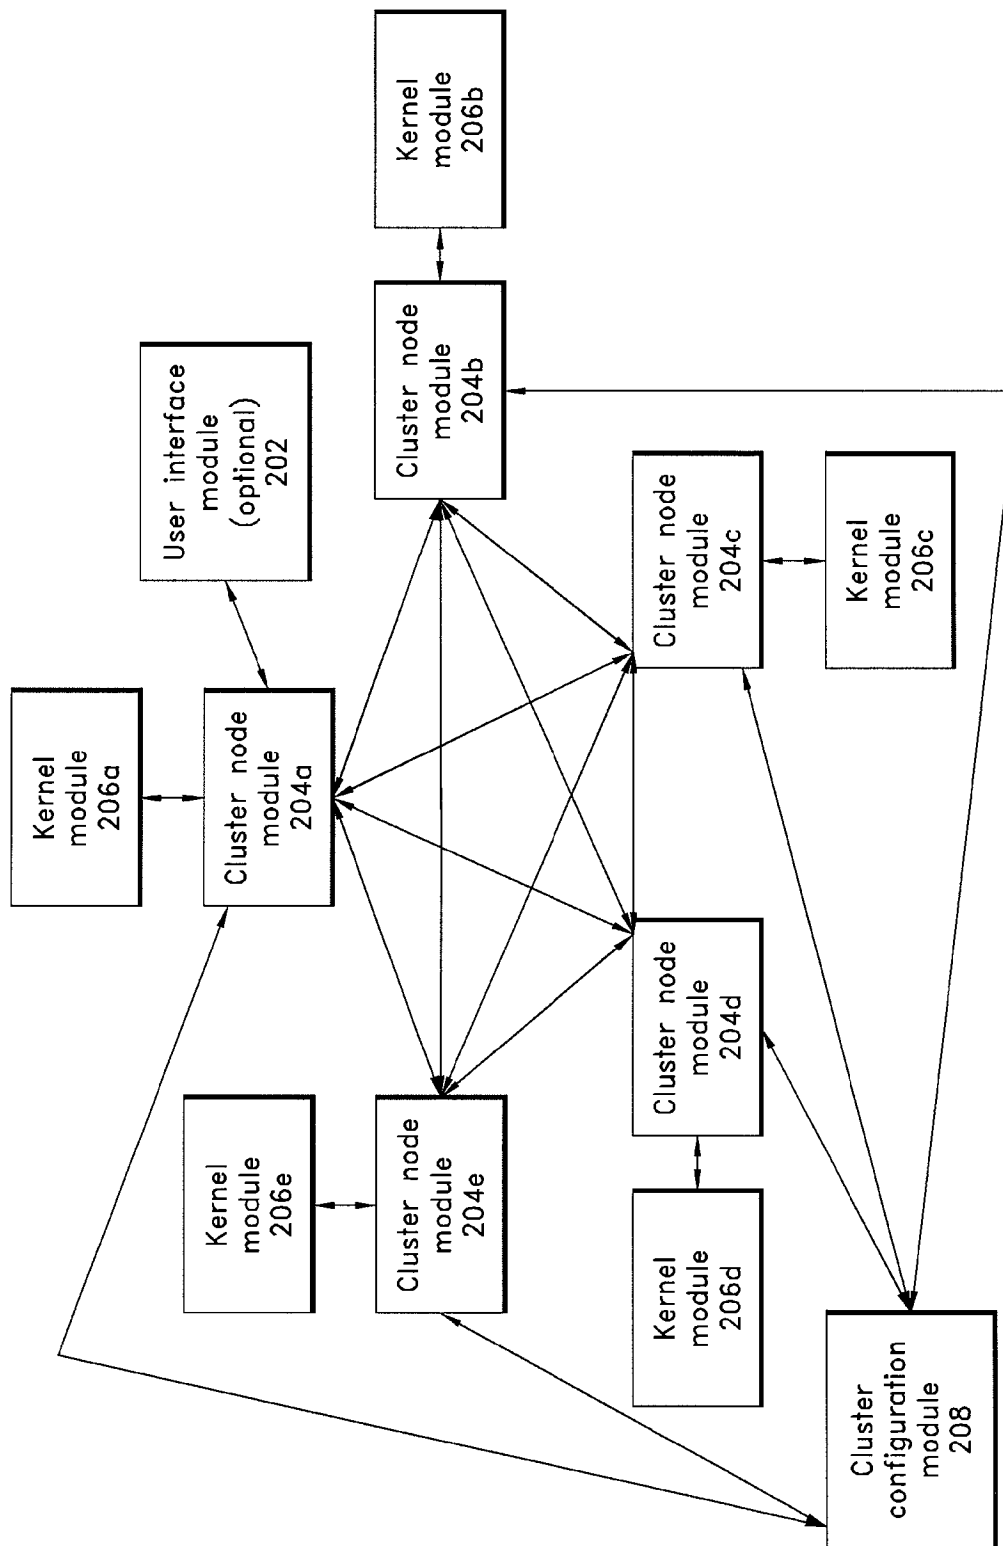 Kernel
module
206a
User interface
module
(optional)
202
Kernel
module
206b
Cluster node
module
204a
Cluster node
module
204b
Kernel
module
206e
Cluster node
module
204e
Cluster node
module
204c
Kernel
module
206c
Cluster node
module
204d
Kernel
module
206d
Cluster
configuration
module
208